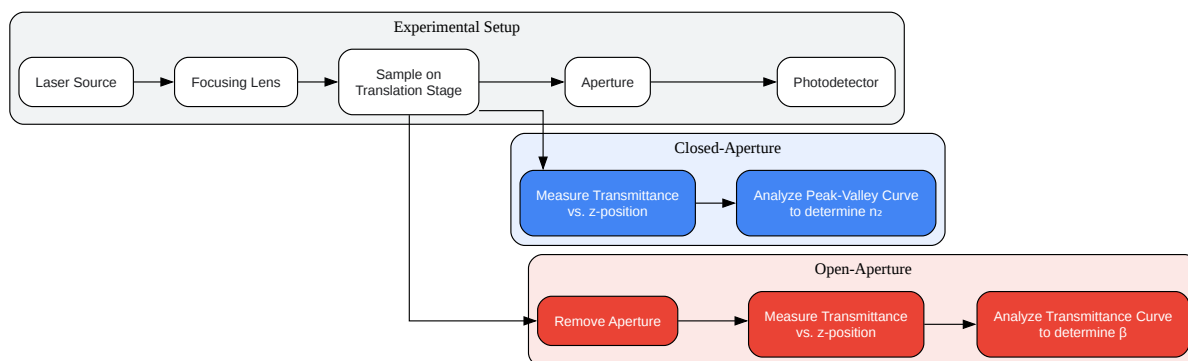 Experimental Setup
Laser Source
Focusing Lens
Sample on
Translation Stage
Aperture
Photodetector
Closed-Aperture
Measure Transmittance
vs. z-position
Analyze Peak-Valley Curve
to determine n₂
Open-Aperture
Remove Aperture
Measure Transmittance
vs. z-position
Analyze Transmittance Curve
to determine β